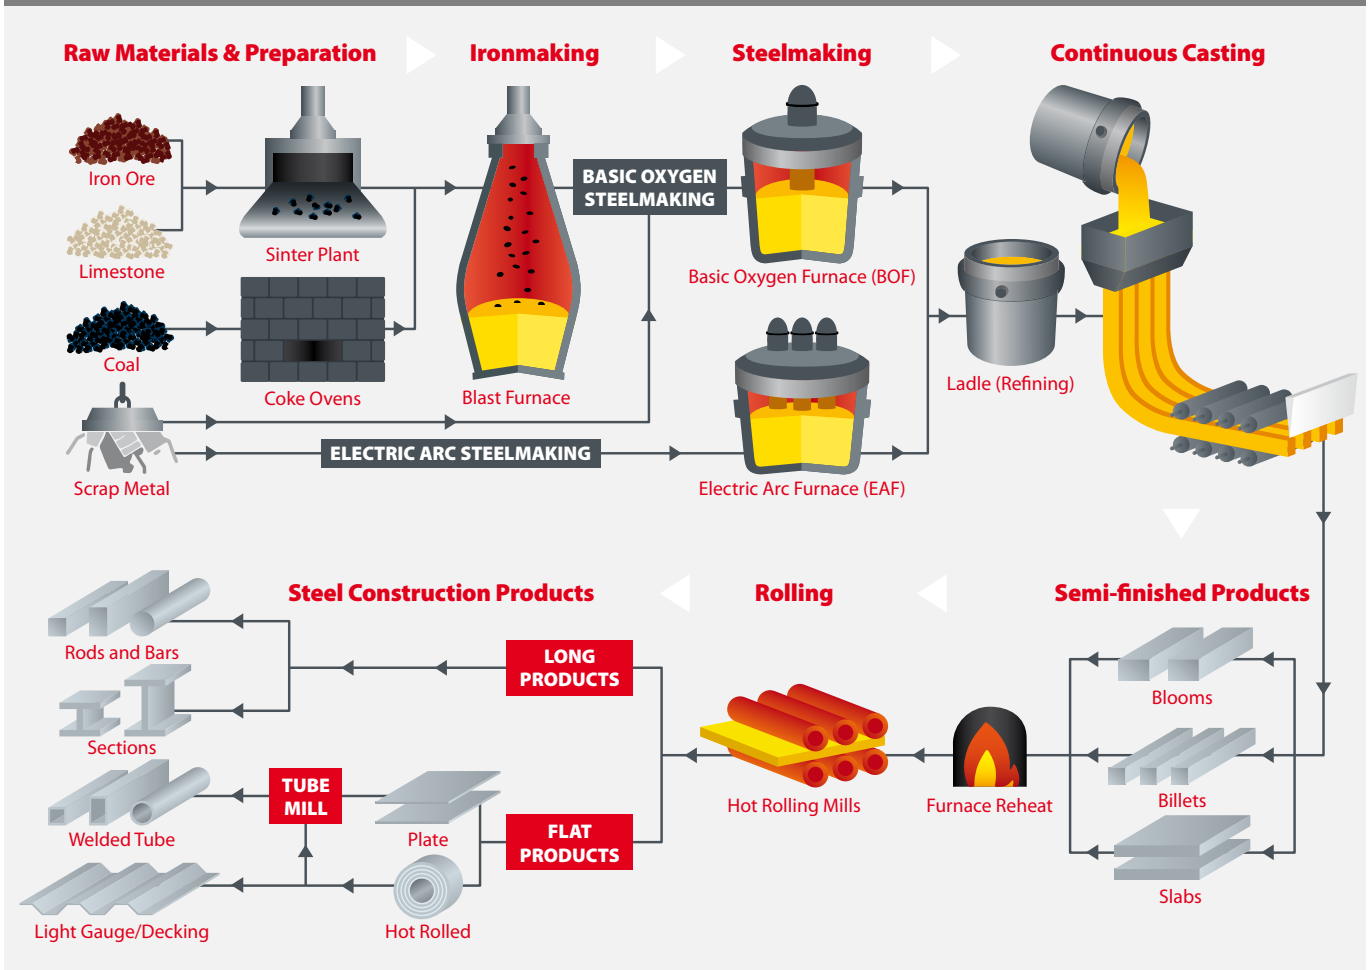 Raw Materials & Preparation
Ironmaking
Steelmaking
Continuous Casting
Iron Ore
Limestone
Coal
Scrap Metal
Sinter Plant
Coke Ovens
Blast Furnace
BASIC OXYGEN
STEELMAKING
ELECTRIC ARC STEELMAKING
Basic Oxygen Furnace (BOF)
Electric Arc Furnace (EAF)
Ladle (Refining)
Steel Construction Products
Rolling
Semi-finished Products
Rods and Bars
Sections
Welded Tube
Light Gauge/Decking
TUBE
MILL
Plate
Hot Rolled
LONG
PRODUCTS
FLAT
PRODUCTS
Hot Rolling Mills
Furnace Reheat
Blooms
Billets
Slabs